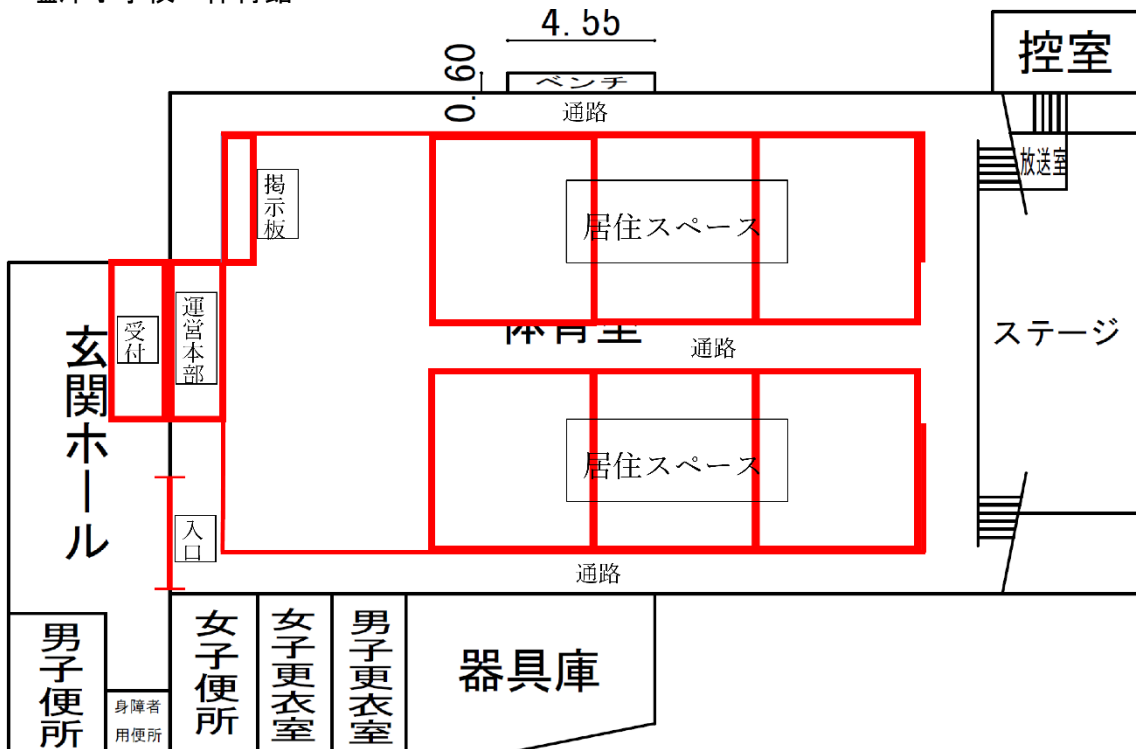 4.55
0.60
ベンチ
控室
通路
放送室
掲示板
居住スペース
受付
運営本部
体育室
通路
ステージ
玄関ホール
居住スペース
入口
通路
男子便所
身障者
用便所
女子便所
女子更衣室
男子更衣室
器具庫